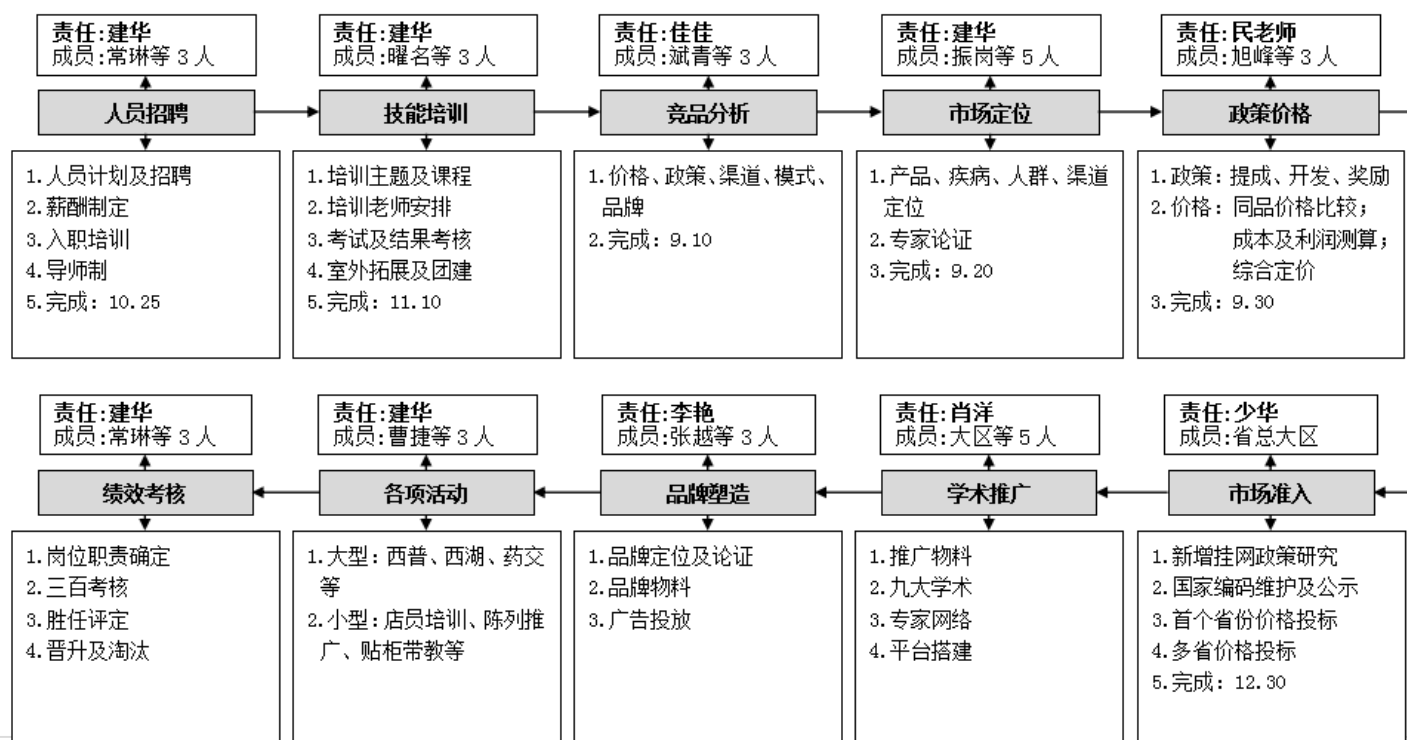 责任:建华
成员:常琳等 3 人
人员招聘
1.人员计划及招聘
2.薪酬制定
3.入职培训
4.导师制
5.完成：10.25
责任:建华
成员:曜名等 3 人
技能培训
1.培训主题及课程
2.培训老师安排
3.考试及结果考核
4.室外拓展及团建
5.完成：11.10
责任:佳佳
成员:斌青等 3 人
竞品分析
1.价格、政策、渠道、模式、
品牌
2.完成：9.10
责任:建华
成员:振岗等 5 人
市场定位
1.产品、疾病、人群、渠道
定位
2.专家论证
3.完成：9.20
责任:民老师
成员:旭峰等 3 人
政策价格
1.政策：提成、开发、奖励
2.价格：同品价格比较；
成本及利润测算；
综合定价
3.完成：9.30
责任:建华
成员:常琳等 3 人
绩效考核
1.岗位职责确定
2.三百考核
3.胜任评定
4.晋升及淘汰
责任:建华
成员:曹捷等 3 人
各项活动
1.大型：西普、西湖、药交
等
2.小型：店员培训、陈列推
广、贴柜带教等
责任:李艳
成员:张越等 3 人
品牌塑造
1.品牌定位及论证
2.品牌物料
3.广告投放
责任:肖洋
成员:大区等 5 人
学术推广
1.推广物料
2.九大学术
3.专家网络
4.平台搭建
责任:少华
成员:省总大区
市场准入
1.新增挂网政策研究
2.国家编码维护及公示
3.首个省份价格投标
4.多省价格投标
5.完成：12.30